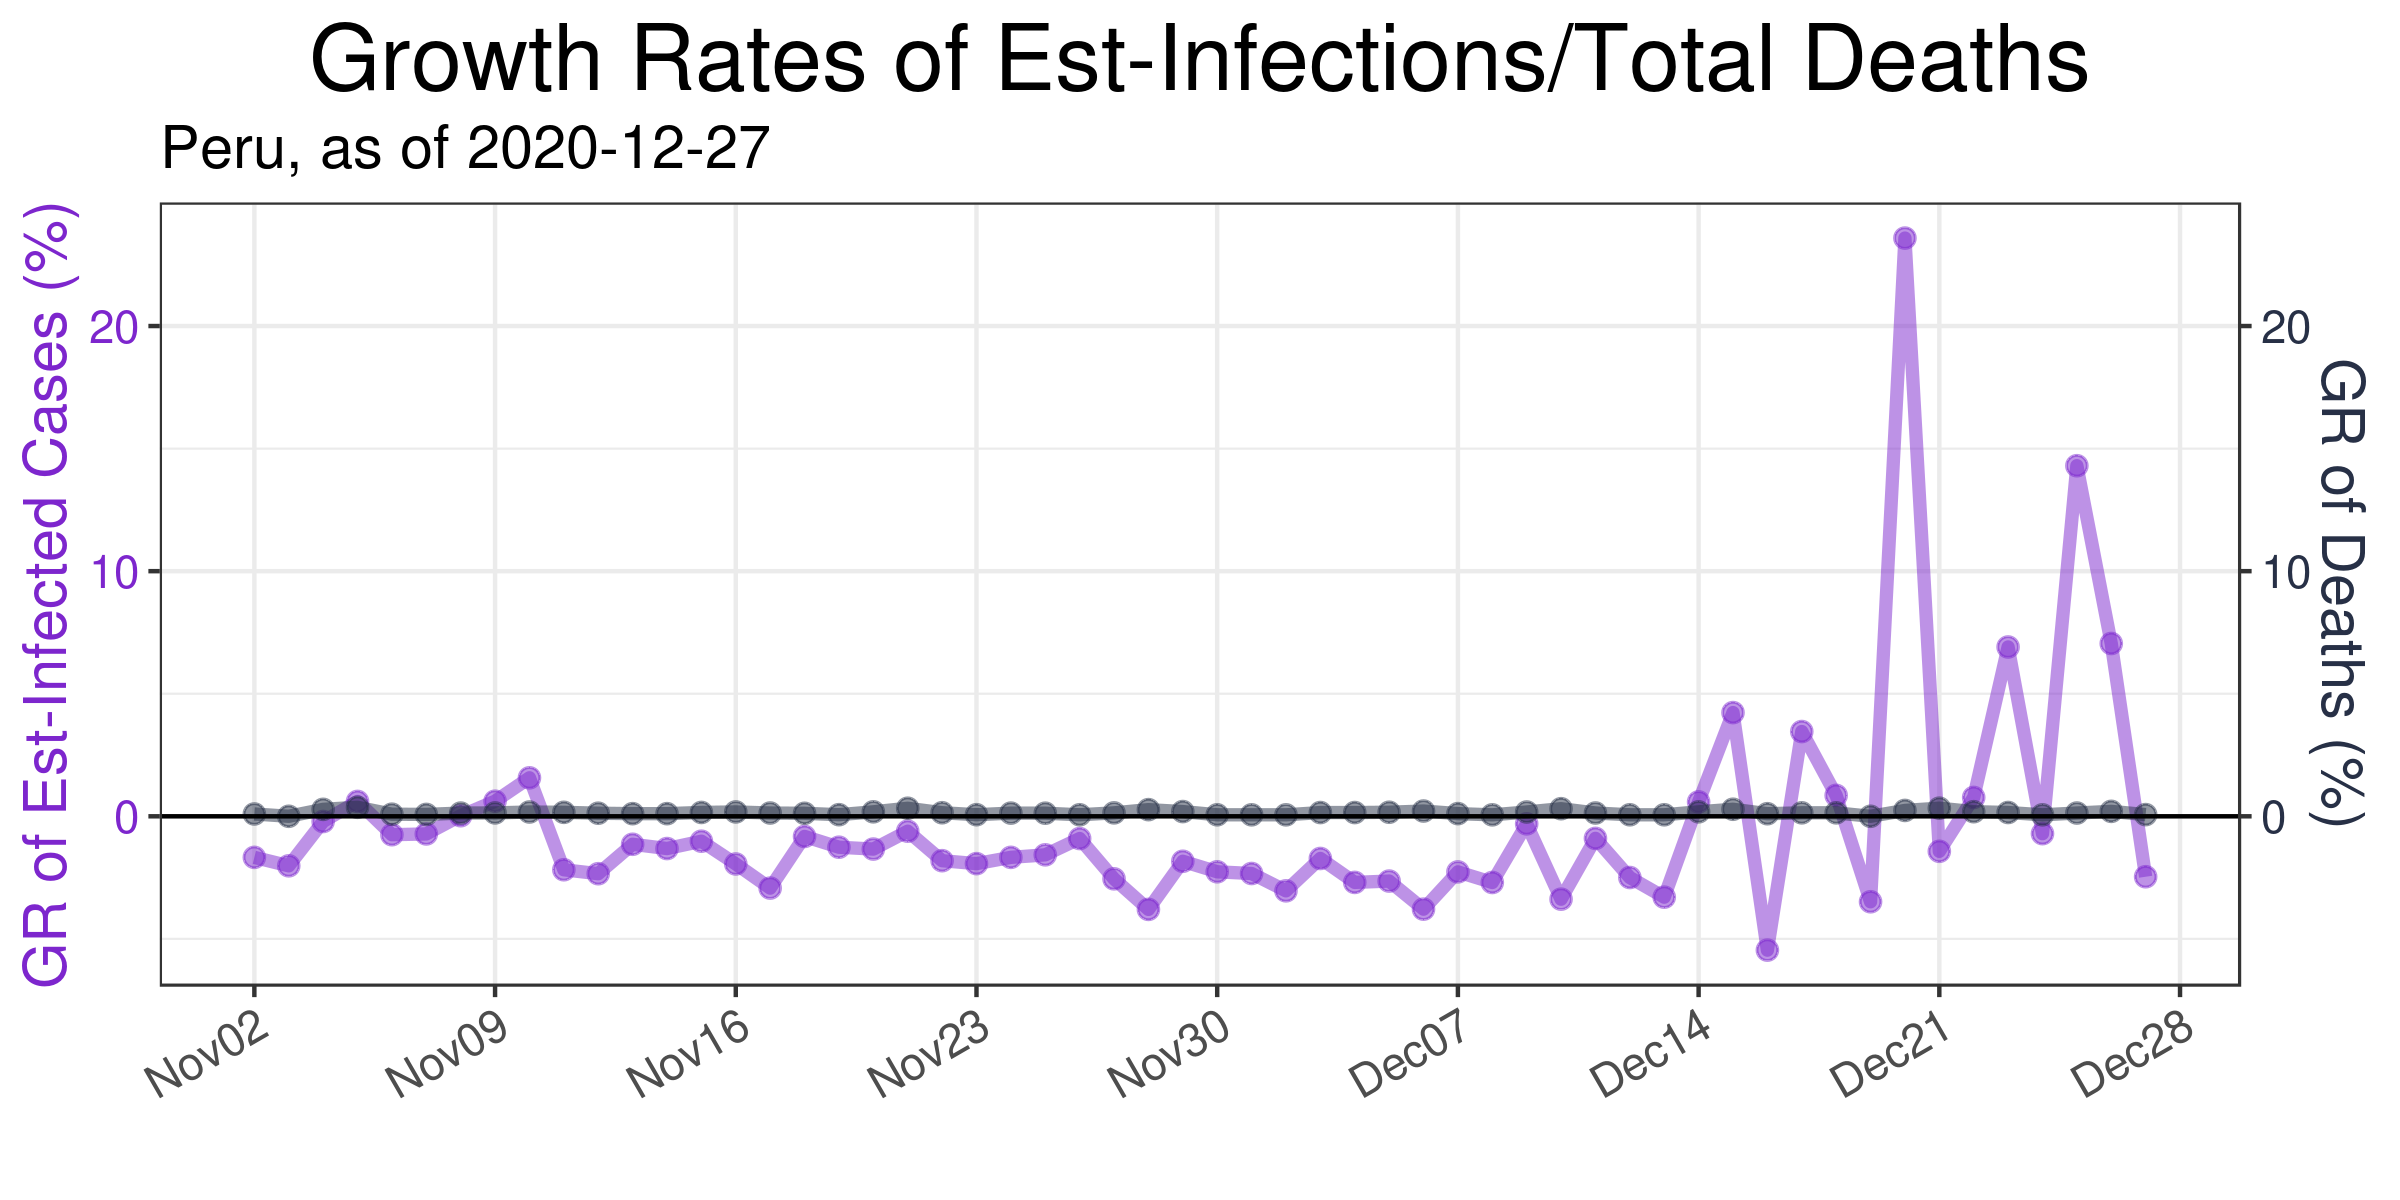 Growth Rates of Est-Infections/Total Deaths
Peru, as of 2020-12-27
GR of Est-Infected Cases (%)
20
10
0
20
10
0
GR of Deaths (%)
Nov02
Nov09
Nov16
Nov23
Nov30
Dec07
Dec14
Dec21
Dec28